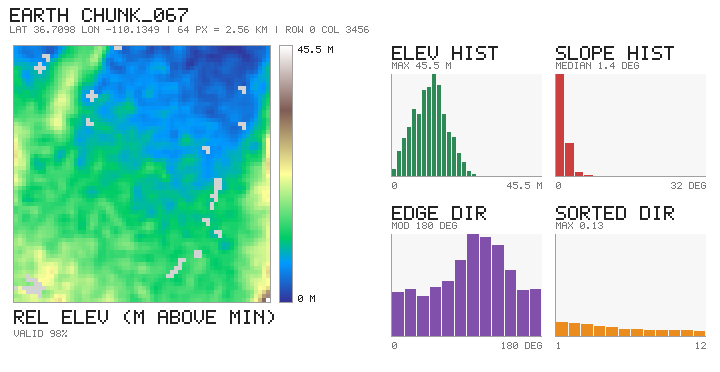 EARTH CHUNK_067
LAT 36.7098 LON -110.1349 | 64 PX = 2.56 KM | ROW 0 COL 3456
45.5 M
0 M
REL ELEV (M ABOVE MIN)
VALID 98%
ELEV HIST
MAX 45.5 M
0 45.5 M
SLOPE HIST
MEDIAN 1.4 DEG
0 32 DEG
EDGE DIR
MOD 180 DEG
0 180 DEG
SORTED DIR
MAX 0.13
1 12